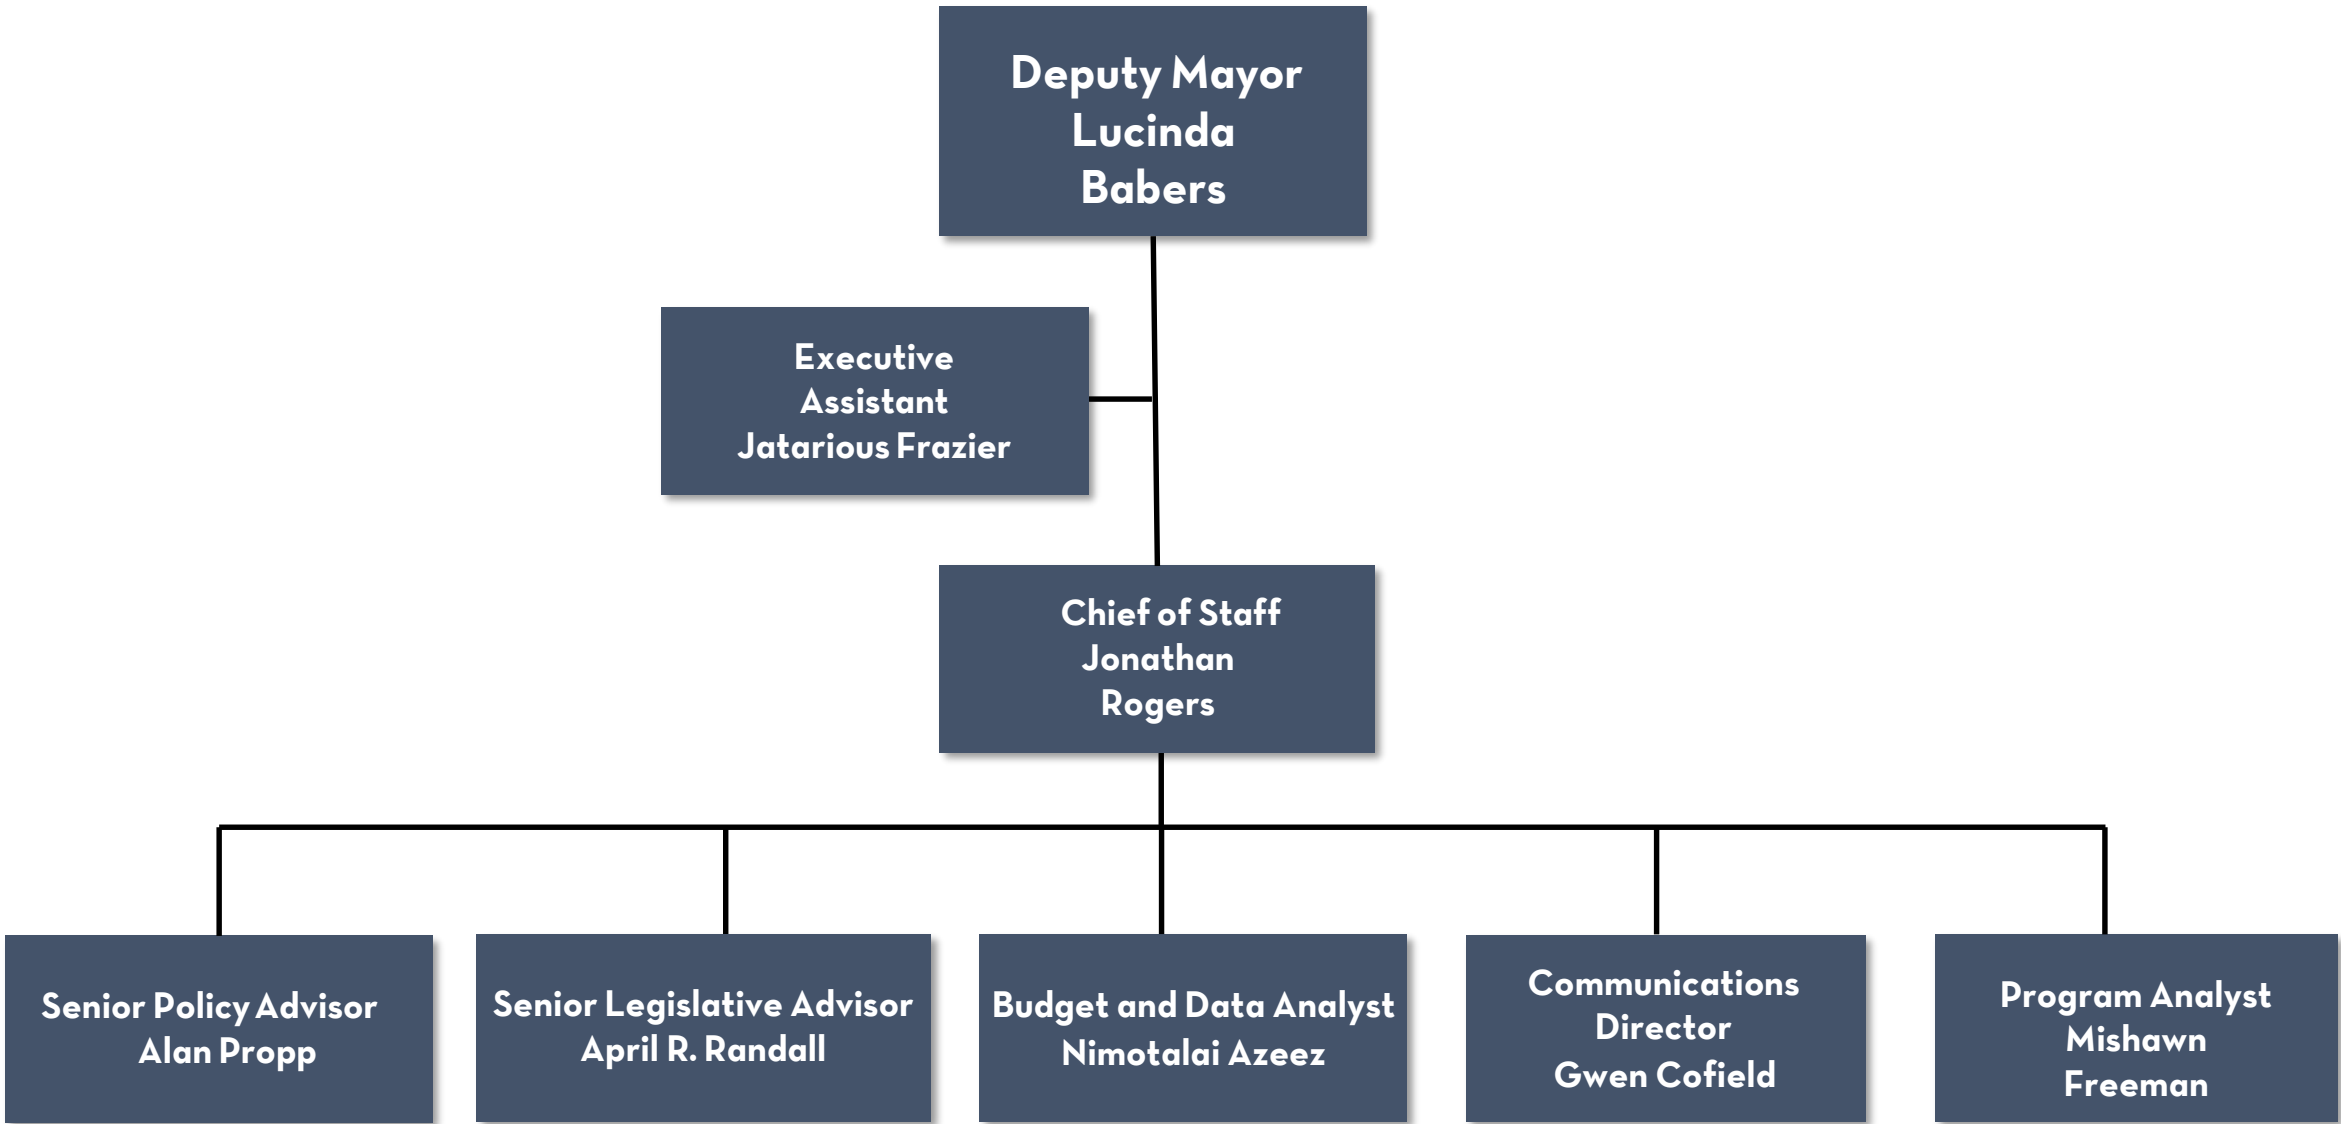 Deputy Mayor
Lucinda
Babers
Executive
Assistant
Jatarious Frazier
Chief of Staff
Jonathan
Rogers
Senior Policy Advisor
Alan Propp
Senior Legislative Advisor
April R. Randall
Budget and Data Analyst
Nimotalai Azeez
Communications
Director
Gwen Cofield
Program Analyst
Mishawn
Freeman